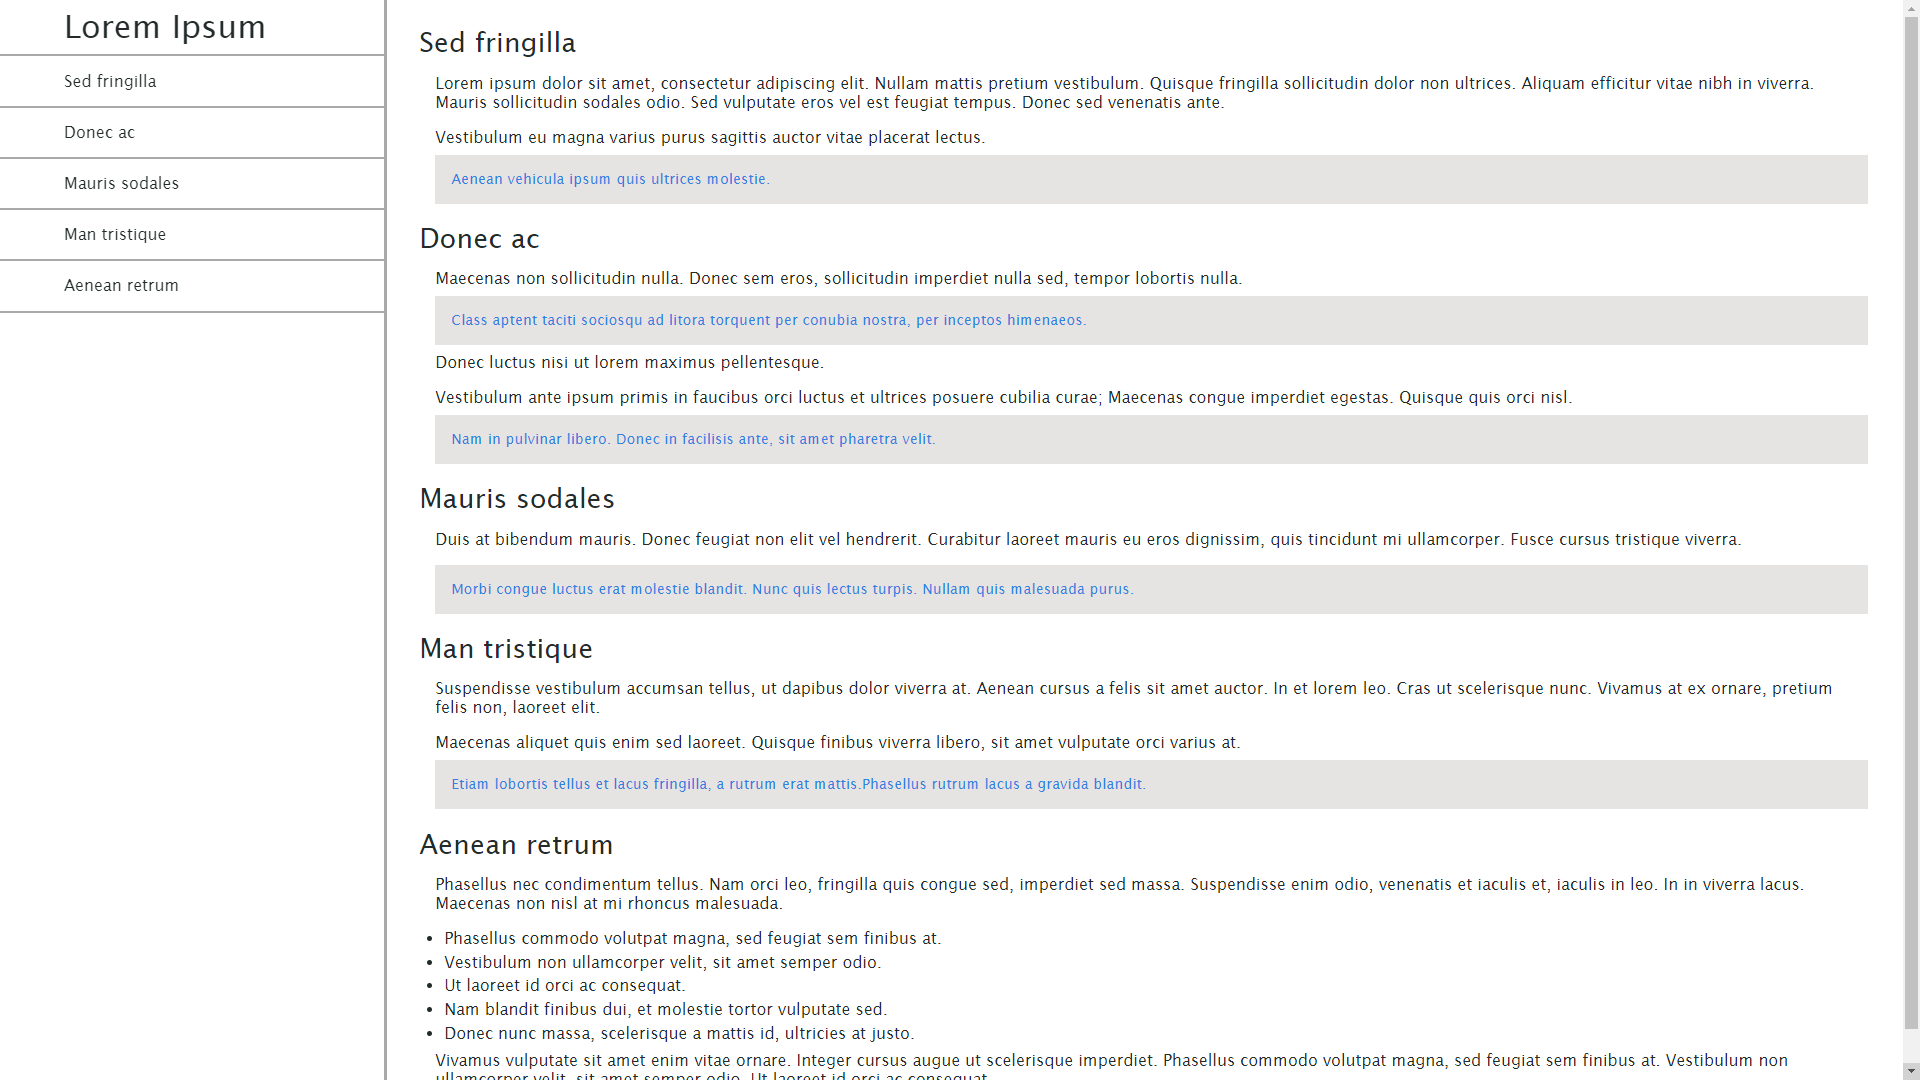 Lorem Ipsum
Sed fringilla
Donec ac
Mauris sodales
Man tristique
Aenean retrum
Sed fringilla
Lorem ipsum dolor sit amet, consectetur adipiscing elit. Nullam mattis pretium vestibulum. Quisque fringilla sollicitudin dolor non ultrices. Aliquam efficitur vitae nibh in viverra.
Mauris sollicitudin sodales odio. Sed vulputate eros vel est feugiat tempus. Donec sed venenatis ante.
Vestibulum eu magna varius purus sagittis auctor vitae placerat lectus.
Aenean vehicula ipsum quis ultrices molestie.
Donec ac
Maecenas non sollicitudin nulla. Donec sem eros, sollicitudin imperdiet nulla sed, tempor lobortis nulla.
Class aptent taciti sociosqu ad litora torquent per conubia nostra, per inceptos himenaeos.
Donec luctus nisi ut lorem maximus pellentesque.
Vestibulum ante ipsum primis in faucibus orci luctus et ultrices posuere cubilia curae; Maecenas congue imperdiet egestas. Quisque quis orci nisl.
Nam in pulvinar libero. Donec in facilisis ante, sit amet pharetra velit.
Mauris sodales
Duis at bibendum mauris. Donec feugiat non elit vel hendrerit. Curabitur laoreet mauris eu eros dignissim, quis tincidunt mi ullamcorper. Fusce cursus tristique viverra.
Morbi congue luctus erat molestie blandit. Nunc quis lectus turpis. Nullam quis malesuada purus.
Man tristique
Suspendisse vestibulum accumsan tellus, ut dapibus dolor viverra at. Aenean cursus a felis sit amet auctor. In et lorem leo. Cras ut scelerisque nunc. Vivamus at ex ornare, pretium
felis non, laoreet elit.
Maecenas aliquet quis enim sed laoreet. Quisque finibus viverra libero, sit amet vulputate orci varius at.
Etiam lobortis tellus et lacus fringilla, a rutrum erat mattis.Phasellus rutrum lacus a gravida blandit.
Aenean retrum
Phasellus nec condimentum tellus. Nam orci leo, fringilla quis congue sed, imperdiet sed massa. Suspendisse enim odio, venenatis et iaculis et, iaculis in leo. In in viverra lacus.
Maecenas non nisl at mi rhoncus malesuada.
• Phasellus commodo volutpat magna, sed feugiat sem finibus at.
• Vestibulum non ullamcorper velit, sit amet semper odio.
• Ut laoreet id orci ac consequat.
• Nam blandit finibus dui, et molestie tortor vulputate sed.
• Donec nunc massa, scelerisque a mattis id, ultricies at justo.
Vivamus vulputate sit amet enim vitae ornare. Integer cursus augue ut scelerisque imperdiet. Phasellus commodo volutpat magna, sed feugiat sem finibus at. Vestibulum non
ullamcorper velit, sit amet semper odio. Ut laoreet id orci ac consequat.